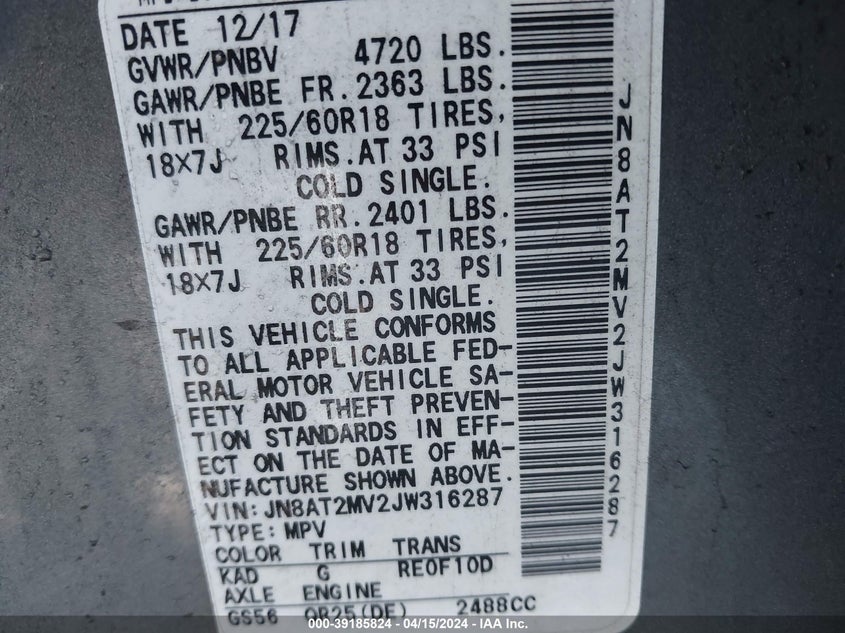 DATE 12/17
GVWR/PNBV 4720 LBS.
GAWR/PNBE FR.2363 LBS.
WITH 225/60R18 TIRES,
18X7J RIMS.AT 33 PSI
COLD SINGLE.
GAWR/PNBE RR.2401 LBS.
WITH 225/60R18 TIRES,
18X7J RIMS.AT 33 PSI
COLD SINGLE.
THIS VEHICLE CONFORMS
TO ALL APPLICABLE FED-
ERAL MOTOR VEHICLE SA-
FETY AND THEFT PREVEN-
TION STANDARDS IN EFF-
ECT ON THE DATE OF MA-
NUFACTURE SHOWN ABOVE.
VIN:JN8AT2MV2JW316287
TYPE:MPV
COLOR TRIM TRANS
KAD G RE0F10D
AXLE ENGINE
GS56 QR25(DE) 2488CC
JN8AT2MV2JW316287
000-39185824 - 04/15/2024 - IAA Inc.